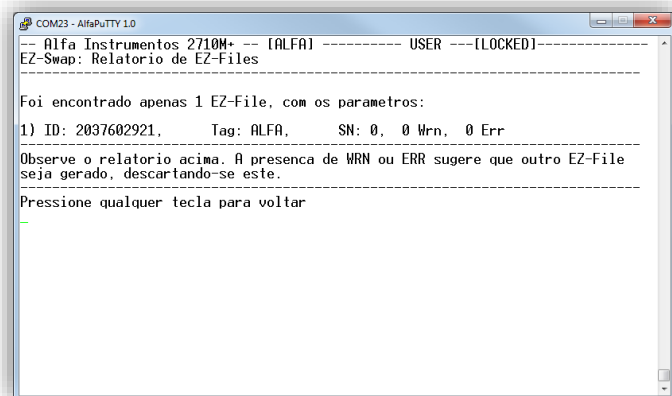 COM23 - AlfaPuTTY 1.0
-- Alfa Instrumentos 2710M+ -- [ALFA] ---------- USER ---[LOCKED]--------------
EZ-Swap: Relatorio de EZ-Files
--------------------------------------------------------------------------------
Foi encontrado apenas 1 EZ-File, com os parametros:
1) ID: 2037602921, Tag: ALFA, SN: 0, 0 Wrn, 0 Err
--------------------------------------------------------------------------------
Observe o relatorio acima. A presenca de WRN ou ERR sugere que outro EZ-File
seja gerado, descartando-se este.
--------------------------------------------------------------------------------
Pressione qualquer tecla para voltar